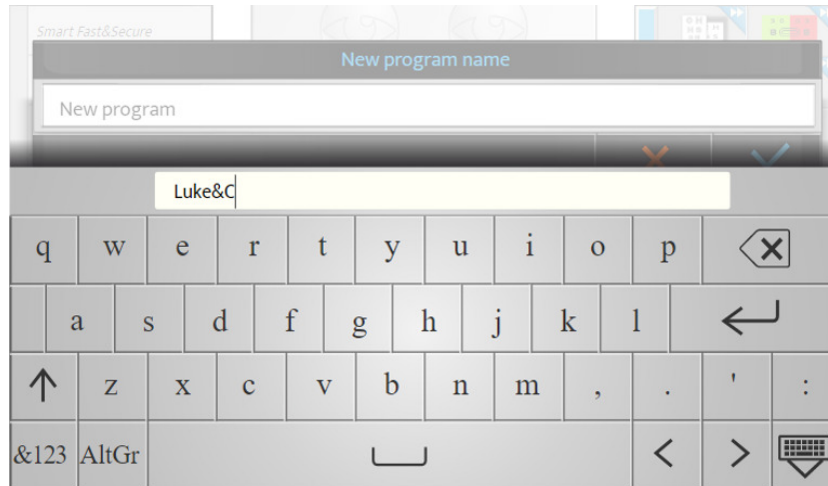 Smart Fast&Secure
New program name
New program
Luke&C
q w e r t y u i o p
a s d f g h j k l
z x c v b n m , . ' :
&123 AltGr < >